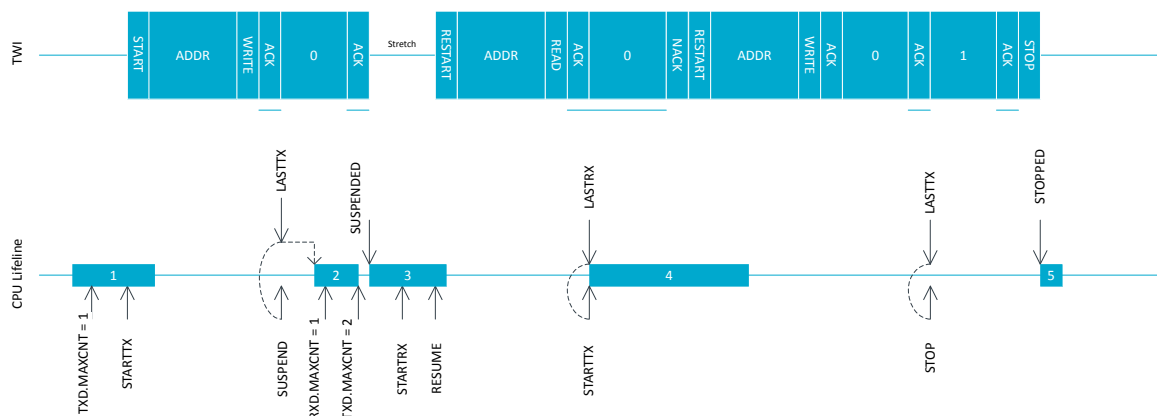 TWI
START
ADDR
WRITE
ACK
0
ACK
Stretch
RESTART
ADDR
READ
ACK
0
NACK
RESTART
ADDR
WRITE
ACK
0
ACK
1
ACK
STOP
CPU Lifeline
LASTTX
SUSPENDED
LASTRX
LASTTX
STOPPED
1
2
3
4
5
TXD.MAXCNT = 1
STARTTX
SUSPEND
RXD.MAXCNT = 1
TXD.MAXCNT = 2
STARTRX
RESUME
STARTTX
STOP